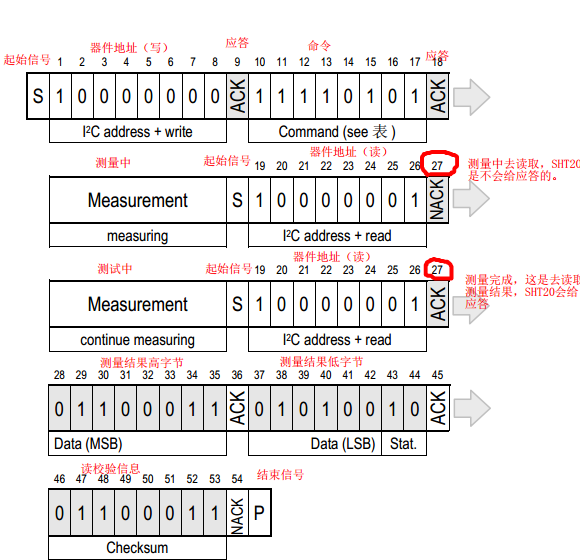 器件地址（写） 应答 命令 应答
起始信号 1 2 3 4 5 6 7 8 9 10 11 12 13 14 15 16 17 18
S 1 0 0 0 0 0 0 0 ACK 1 1 1 1 0 1 0 1 ACK
I²C address + write Command (see 表 )
测量中 起始信号 器件地址（读）
19 20 21 22 23 24 25 26 27 测量中去读取，SHT20
是不会给应答的。
Measurement S 1 0 0 0 0 0 0 1 NACK
measuring I²C address + read
测试中 起始信号 器件地址（读）
19 20 21 22 23 24 25 26 27 测量完成，这是去读取
测量结果，SHT20会给
应答
Measurement S 1 0 0 0 0 0 0 1 ACK
continue measuring I²C address + read
测量结果高字节 测量结果低字节
28 29 30 31 32 33 34 35 36 37 38 39 40 41 42 43 44 45
0 1 1 0 0 0 1 1 ACK 0 1 0 1 0 0 1 0 ACK
Data (MSB) Data (LSB) Stat.
读校验信息
46 47 48 49 50 51 52 53 54 结束信号
0 1 1 0 0 0 1 1 NACK P
Checksum